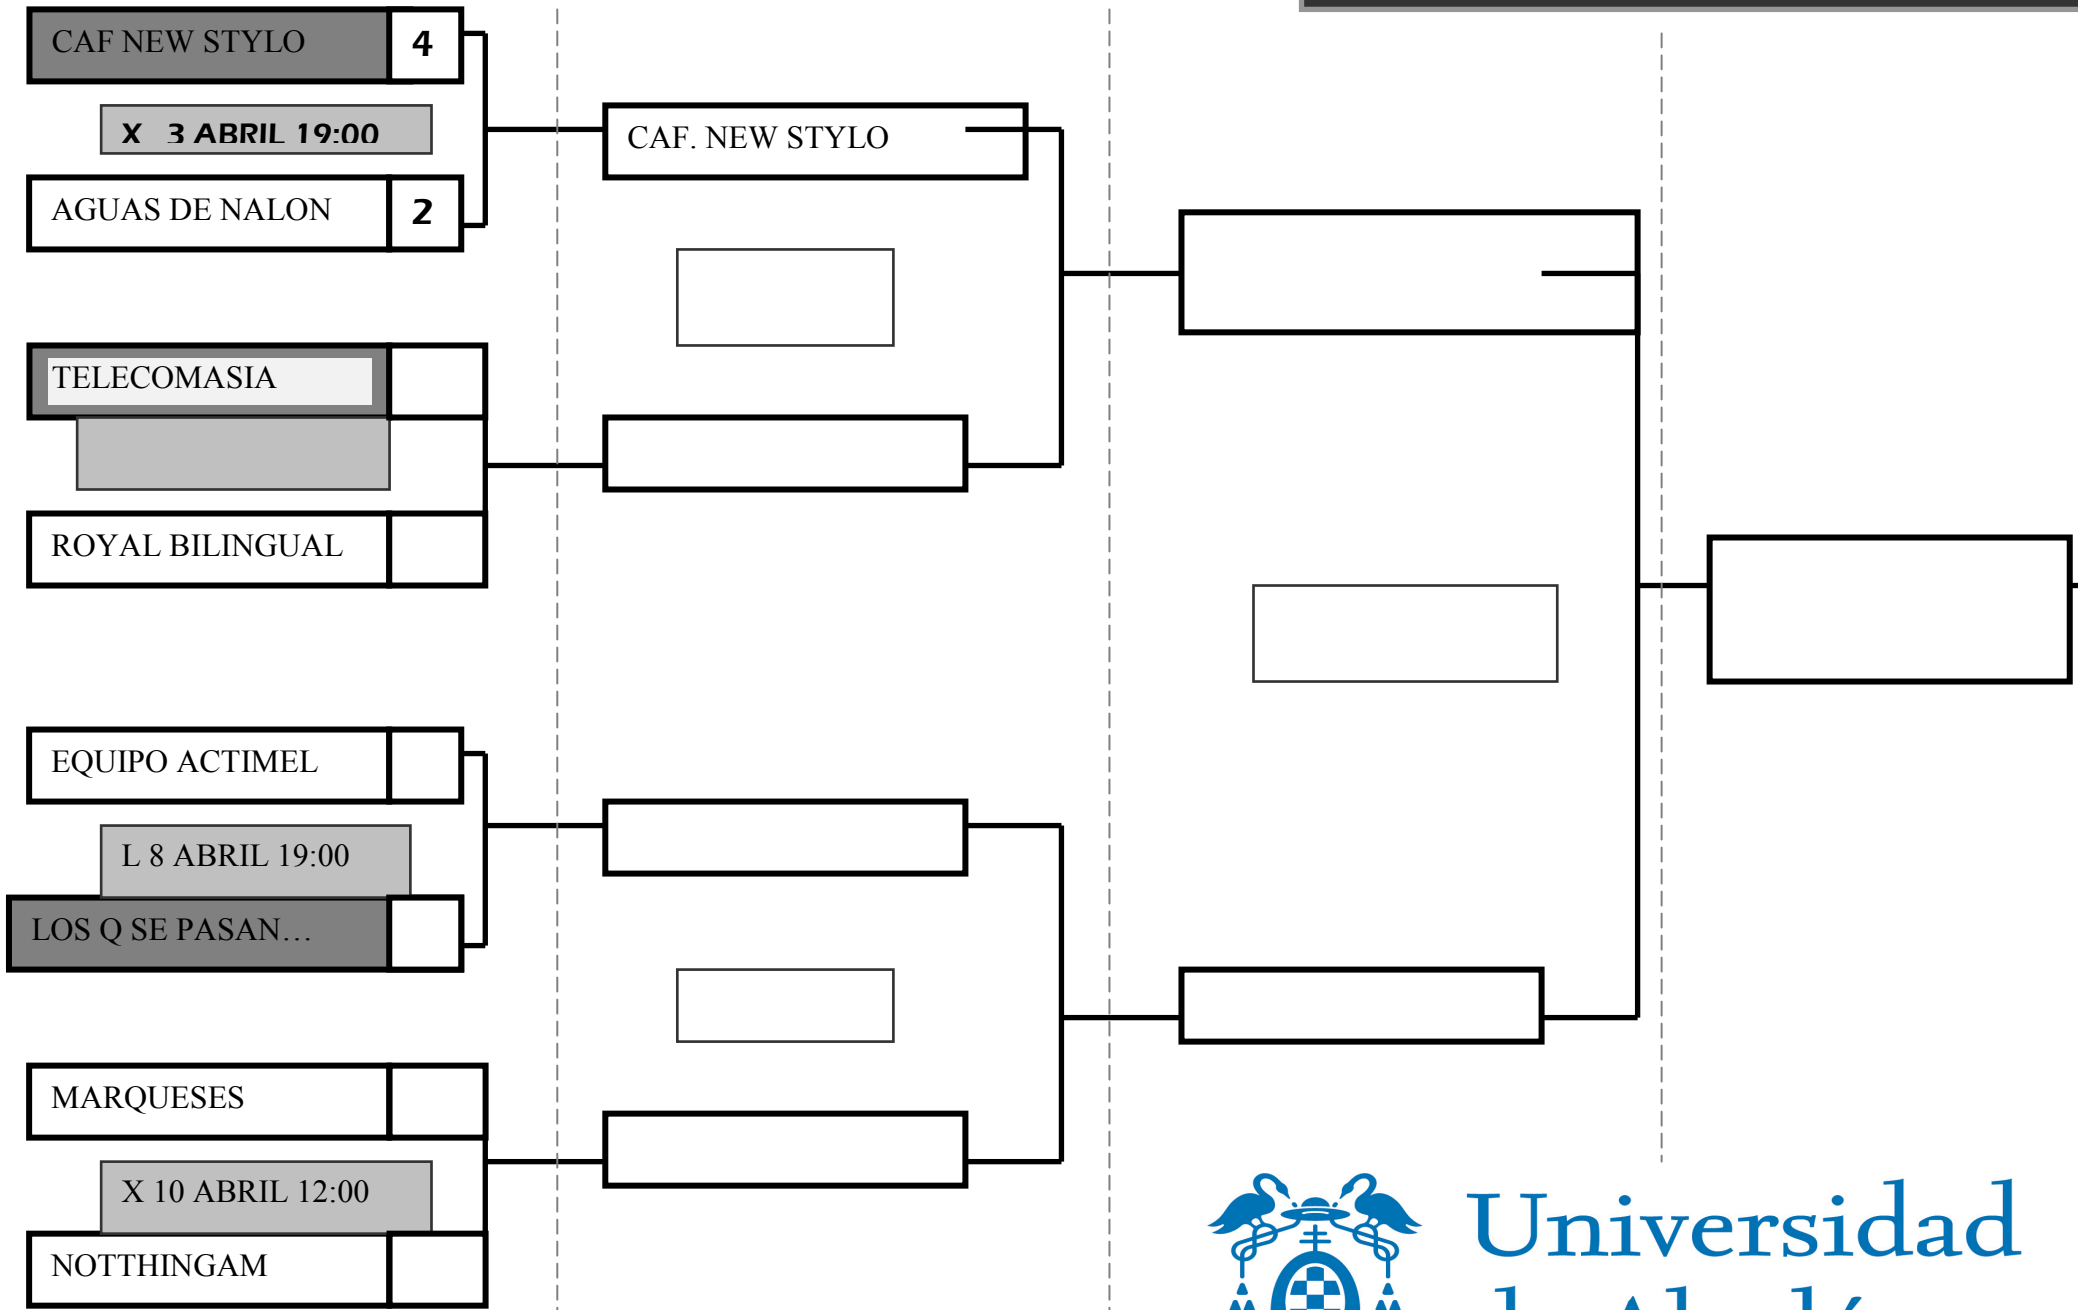 CAF NEW STYLO 4
X 3 ABRIL 19:00
AGUAS DE NALON 2
CAF. NEW STYLO
TELECOMASIA
ROYAL BILINGUAL
EQUIPO ACTIMEL
L 8 ABRIL 19:00
LOS Q SE PASAN…
MARQUESES
X 10 ABRIL 12:00
NOTTHINGAM
Universidad